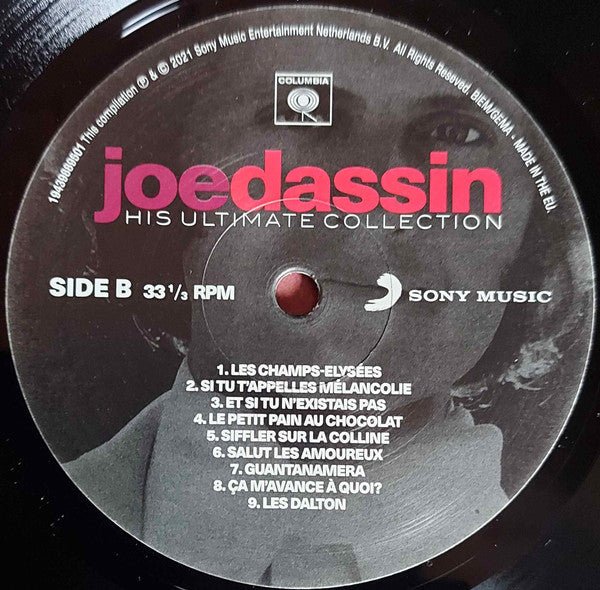 19439888601 This compilation ℗ & © 2021 Sony Music Entertainment Netherlands B.V. All Rights Reseved. BIEM/GEMA - MADE IN THE EU.
COLUMBIA
joedassin
HIS ULTIMATE COLLECTION
SIDE B 33 1/3 RPM
SONY MUSIC
1. LES CHAMPS-ELYSÉES
2. SI TU T'APPELLES MÉLANCOLIE
3. ET SI TU N'EXISTAIS PAS
4. LE PETIT PAIN AU CHOCOLAT
5. SIFFLER SUR LA COLLINE
6. SALUT LES AMOUREUX
7. GUANTANAMERA
8. ÇA M'AVANCE À QUOI?
9. LES DALTON